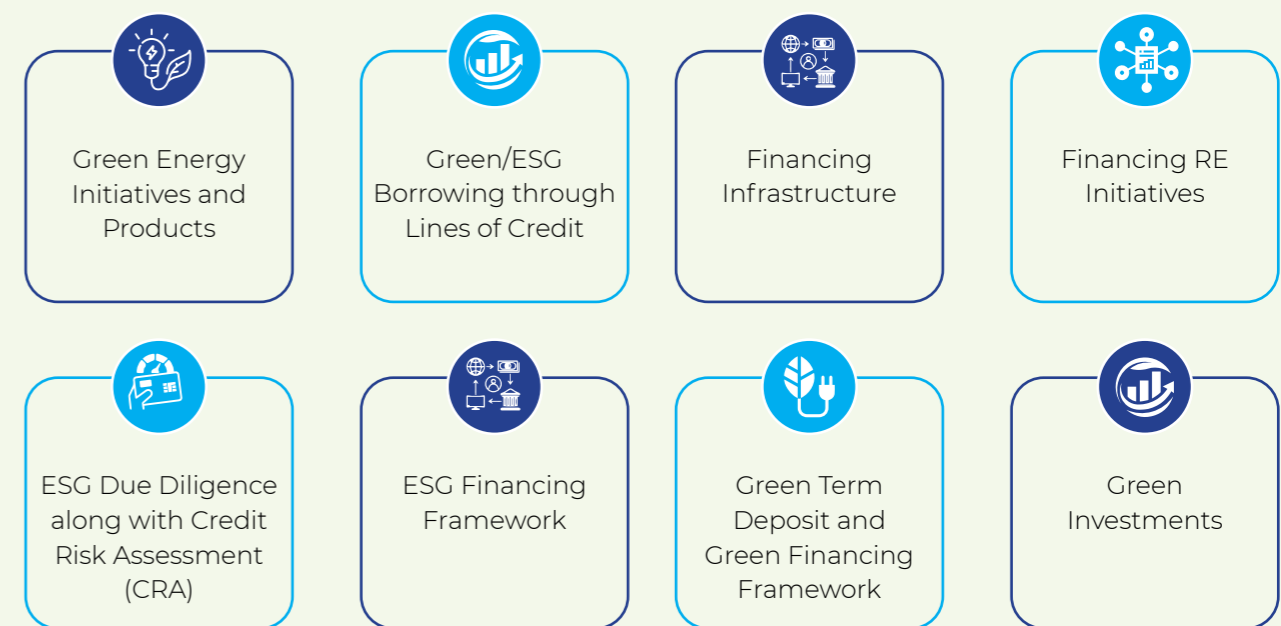 Green Energy
Initiatives and
Products
Green/ESG
Borrowing through
Lines of Credit
Financing
Infrastructure
Financing RE
Initiatives
ESG Due Diligence
along with Credit
Risk Assessment
(CRA)
ESG Financing
Framework
Green Term
Deposit and
Green Financing
Framework
Green
Investments